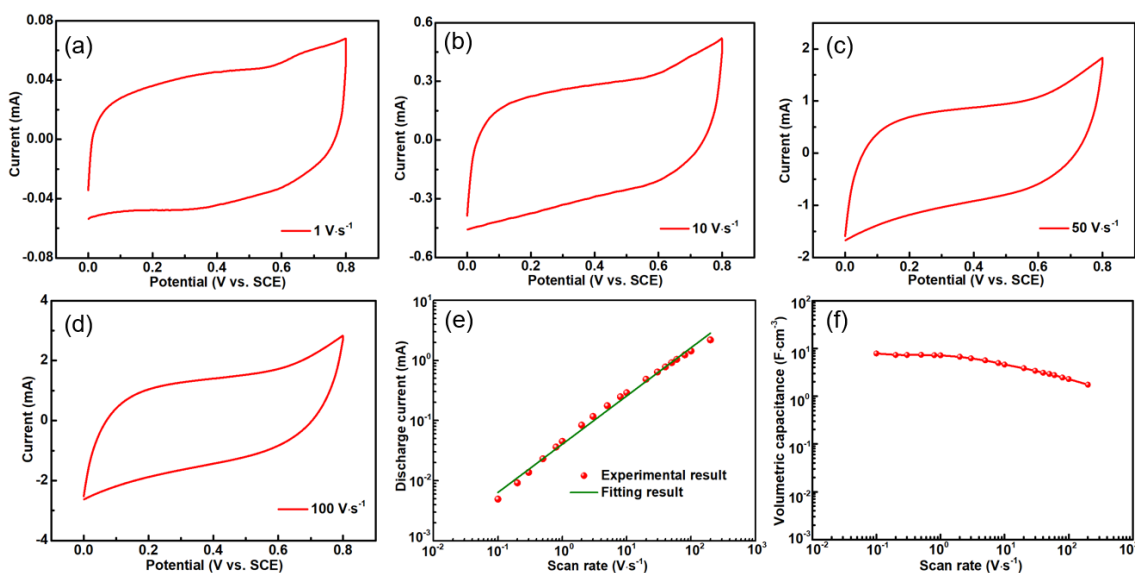 (a)
0.08
0.04
0.00
-0.04
-0.08
Current (mA)
0.0 0.2 0.4 0.6 0.8
Potential (V vs. SCE)
1 V·s⁻¹
(b)
0.6
0.3
0.0
-0.3
-0.6
Current (mA)
0.0 0.2 0.4 0.6 0.8
Potential (V vs. SCE)
10 V·s⁻¹
(c)
2
1
0
-1
-2
Current (mA)
0.0 0.2 0.4 0.6 0.8
Potential (V vs. SCE)
50 V·s⁻¹
(d)
4
2
0
-2
-4
Current (mA)
0.0 0.2 0.4 0.6 0.8
Potential (V vs. SCE)
100 V·s⁻¹
(e)
10¹
10⁰
10⁻¹
10⁻²
10⁻³
Discharge current (mA)
10⁻² 10⁻¹ 10⁰ 10¹ 10² 10³
Scan rate (V·s⁻¹)
Experimental result
Fitting result
(f)
10²
10¹
10⁰
10⁻¹
10⁻²
10⁻³
Volumetric capacitance (F·cm⁻³)
10⁻² 10⁻¹ 10⁰ 10¹ 10² 10³
Scan rate (V·s⁻¹)